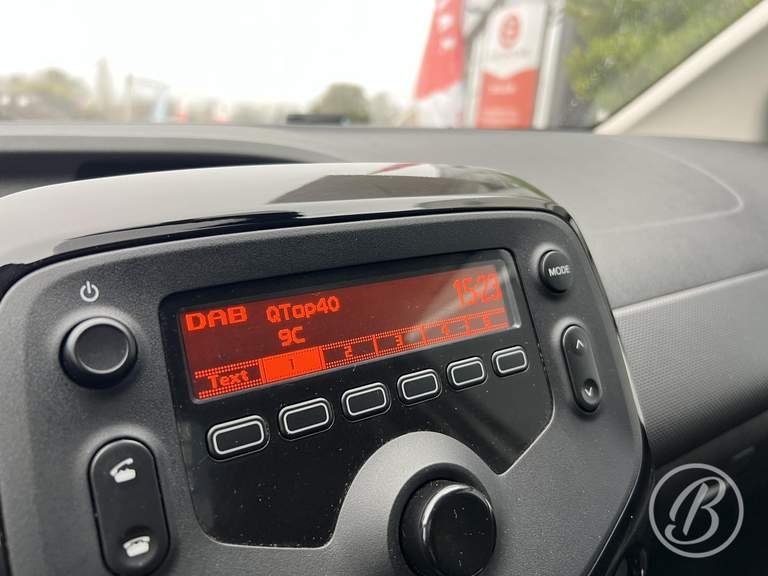 DAB QTop40 15:23
9C
Text 1 2 3 4 5
MODE
B